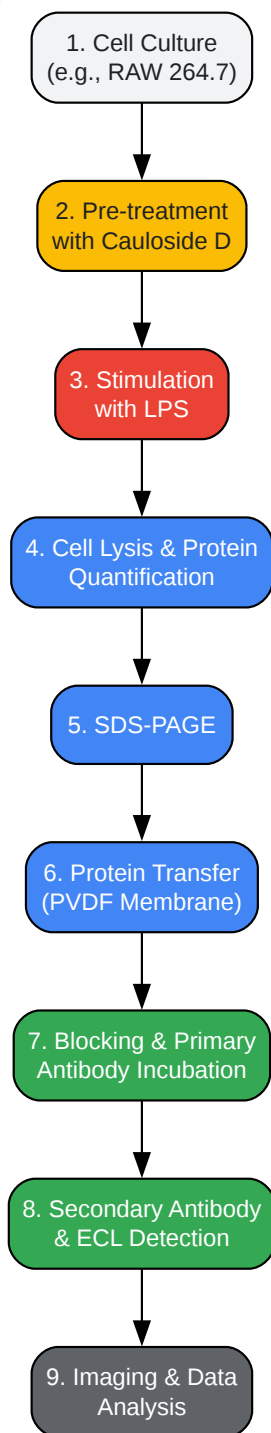 1. Cell Culture
(e.g., RAW 264.7)
2. Pre-treatment
with Cauloside D
3. Stimulation
with LPS
4. Cell Lysis & Protein
Quantification
5. SDS-PAGE
6. Protein Transfer
(PVDF Membrane)
7. Blocking & Primary
Antibody Incubation
8. Secondary Antibody
& ECL Detection
9. Imaging & Data
Analysis